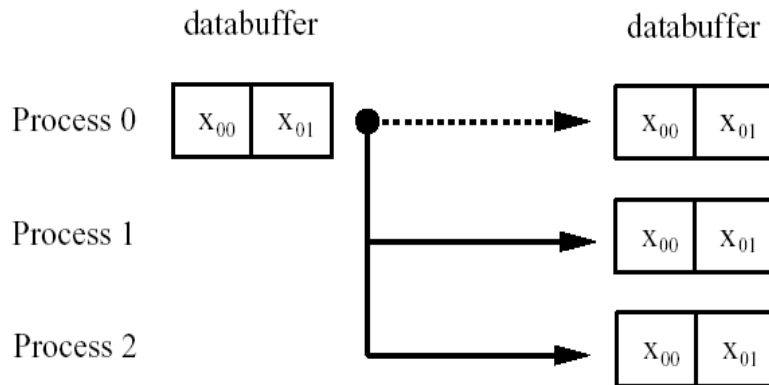 databuffer databuffer
Process 0 x₀₀ x₀₁ x₀₀ x₀₁
Process 1 x₀₀ x₀₁
Process 2 x₀₀ x₀₁